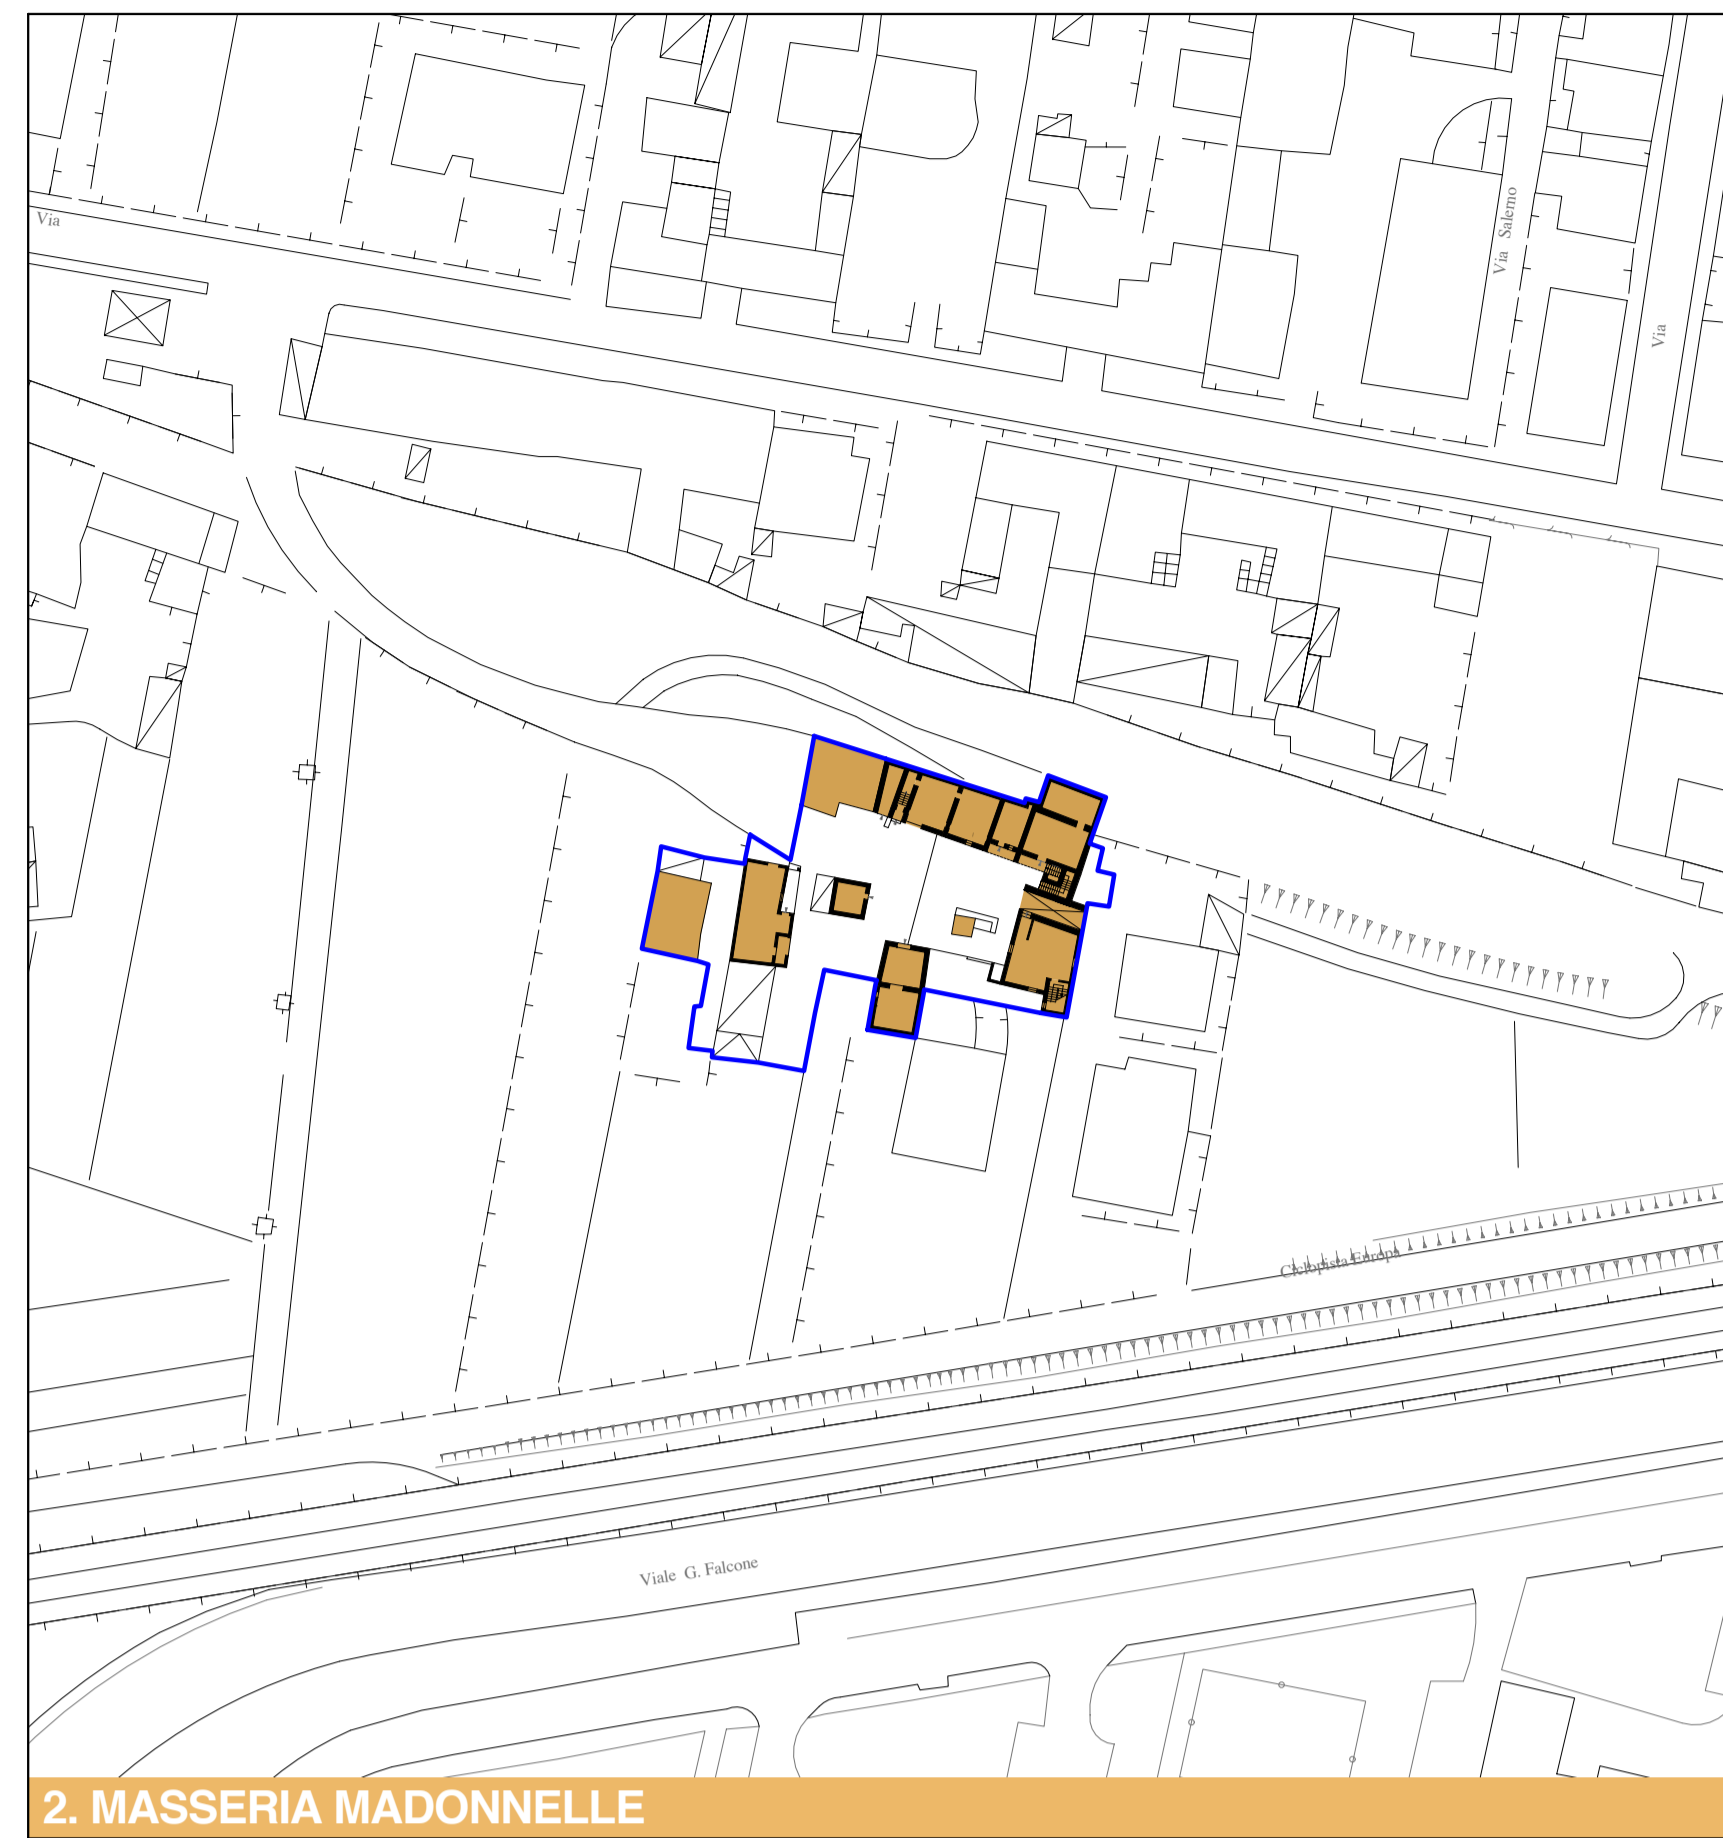 Via
Via Salerno
Via
Ciclopista Europa
Viale G. Falcone
2. MASSERIA MADONNELLE